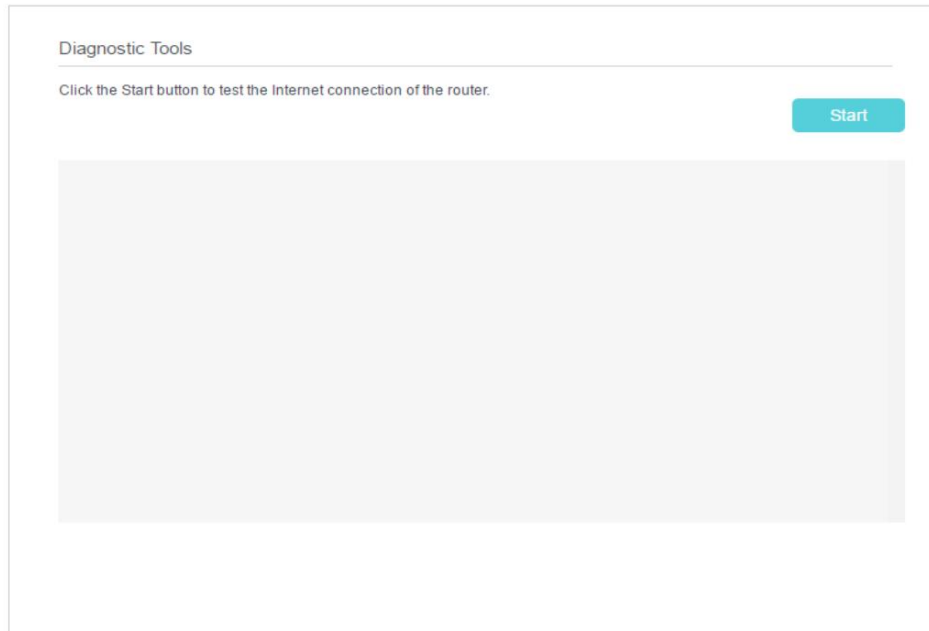 Diagnostic Tools
Click the Start button to test the Internet connection of the router.
Start